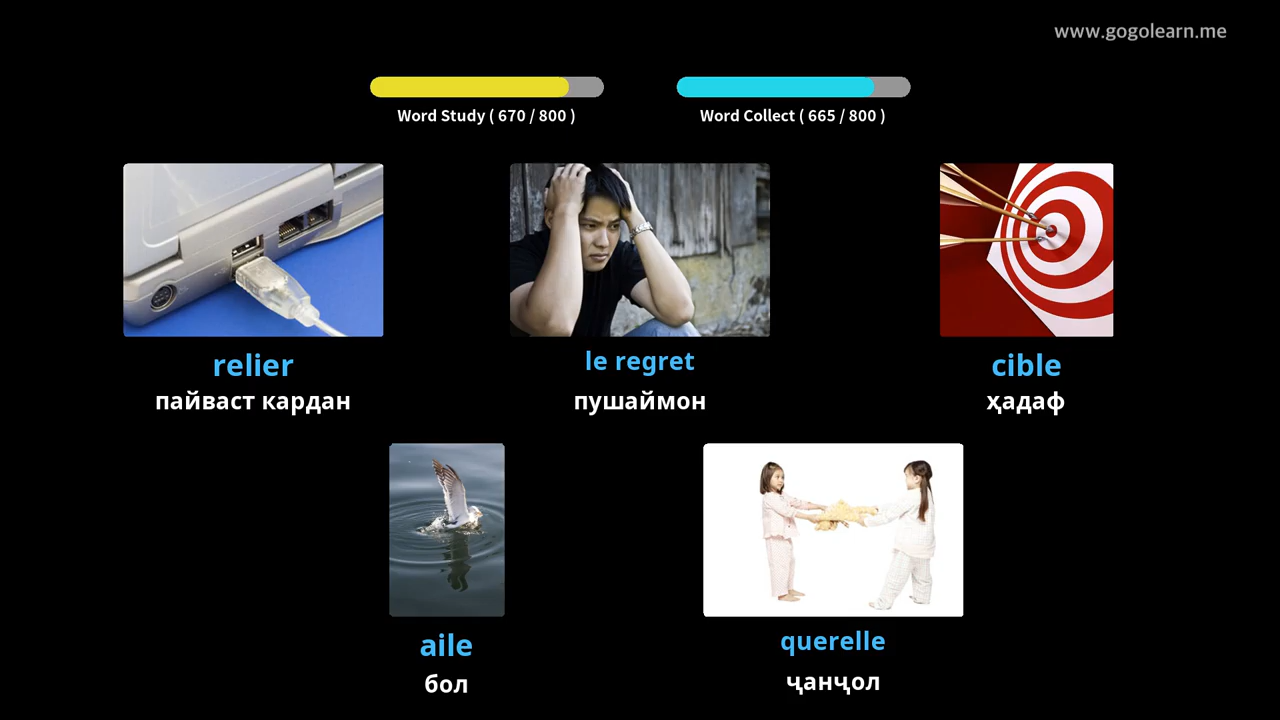 www.gogolearn.me
Word Study ( 670 / 800 )
Word Collect ( 665 / 800 )
relier
пайваст кардан
le regret
пушаймон
cible
ҳадаф
aile
бол
querelle
ҷанҷол